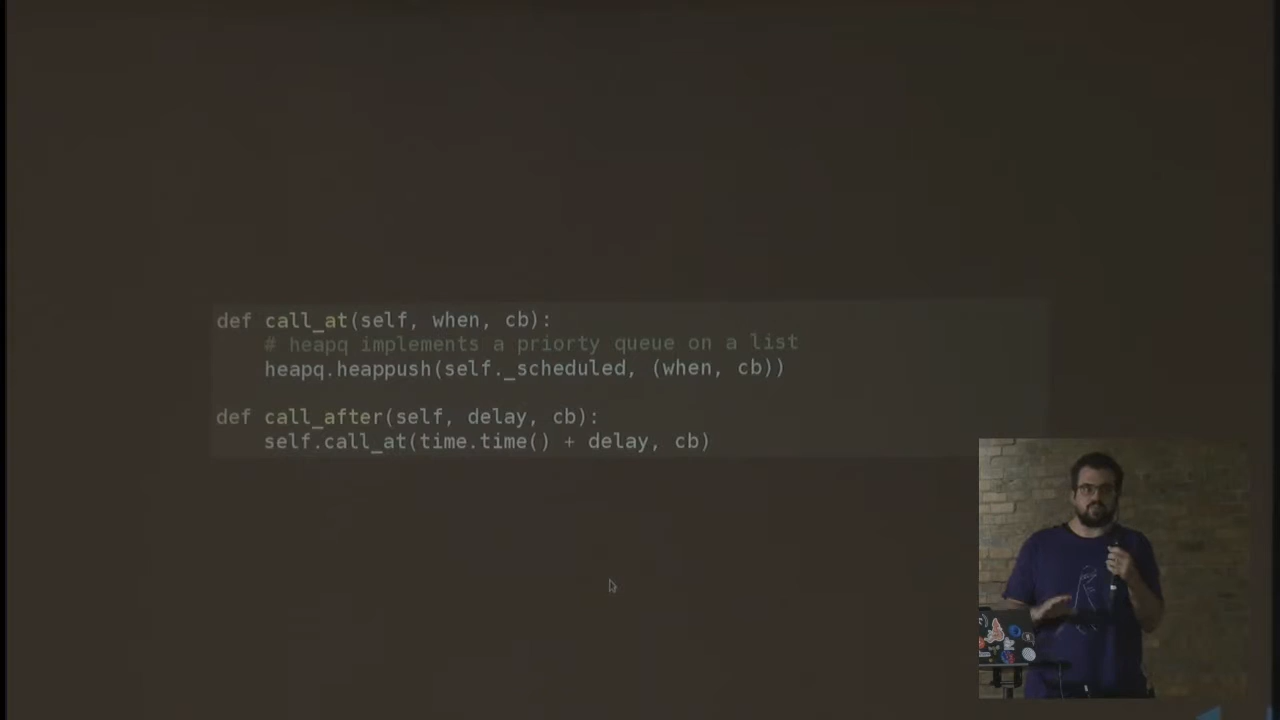 def call_at(self, when, cb):
    # heapq implements a priorty queue on a list
    heapq.heappush(self._scheduled, (when, cb))
def call_after(self, delay, cb):
    self.call_at(time.time() + delay, cb)